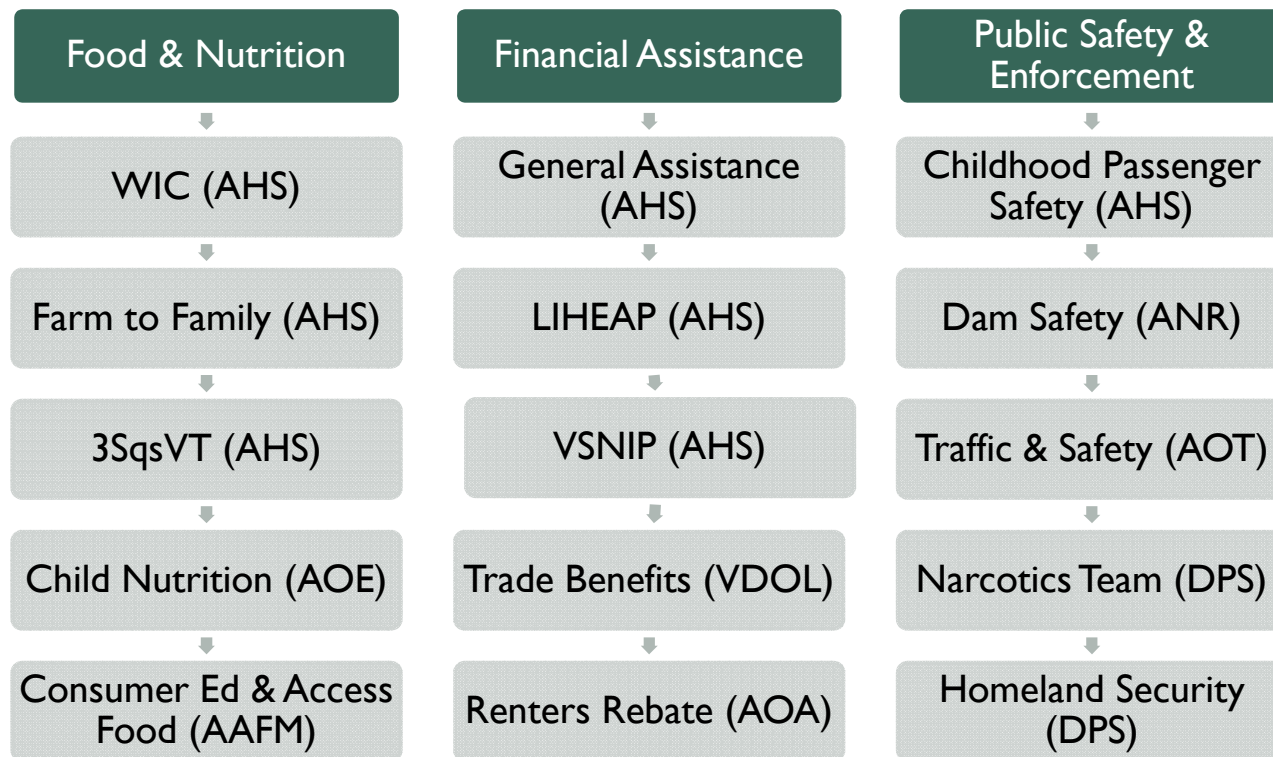 Food & Nutrition
WIC (AHS)
Farm to Family (AHS)
3SqsVT (AHS)
Child Nutrition (AOE)
Consumer Ed & Access
Food (AAFM)
Financial Assistance
General Assistance
(AHS)
LIHEAP (AHS)
VSNIP (AHS)
Trade Benefits (VDOL)
Renters Rebate (AOA)
Public Safety &
Enforcement
Childhood Passenger
Safety (AHS)
Dam Safety (ANR)
Traffic & Safety (AOT)
Narcotics Team (DPS)
Homeland Security
(DPS)